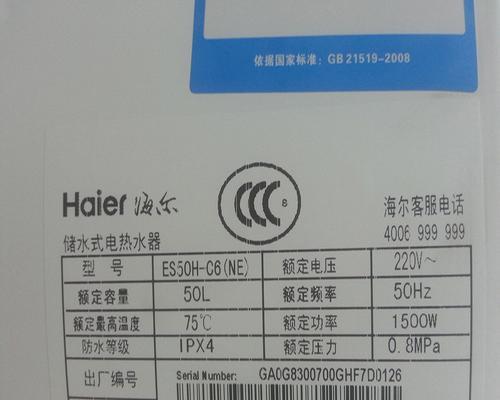 依据国家标准：GB 21519-2008
Haier 海尔
CCC 8
海尔客服电话
4006 999 999
储水式电热水器
型 号 ES50H-C6(NE) 额定电压 220V～
额定容量 50L 额定频率 50Hz
额定最高温度 75℃ 额定功率 1500W
防水等级 IPX4 额定压力 0.8MPa
出厂编号 Serial Number: GA0G8300700GHF7D0126